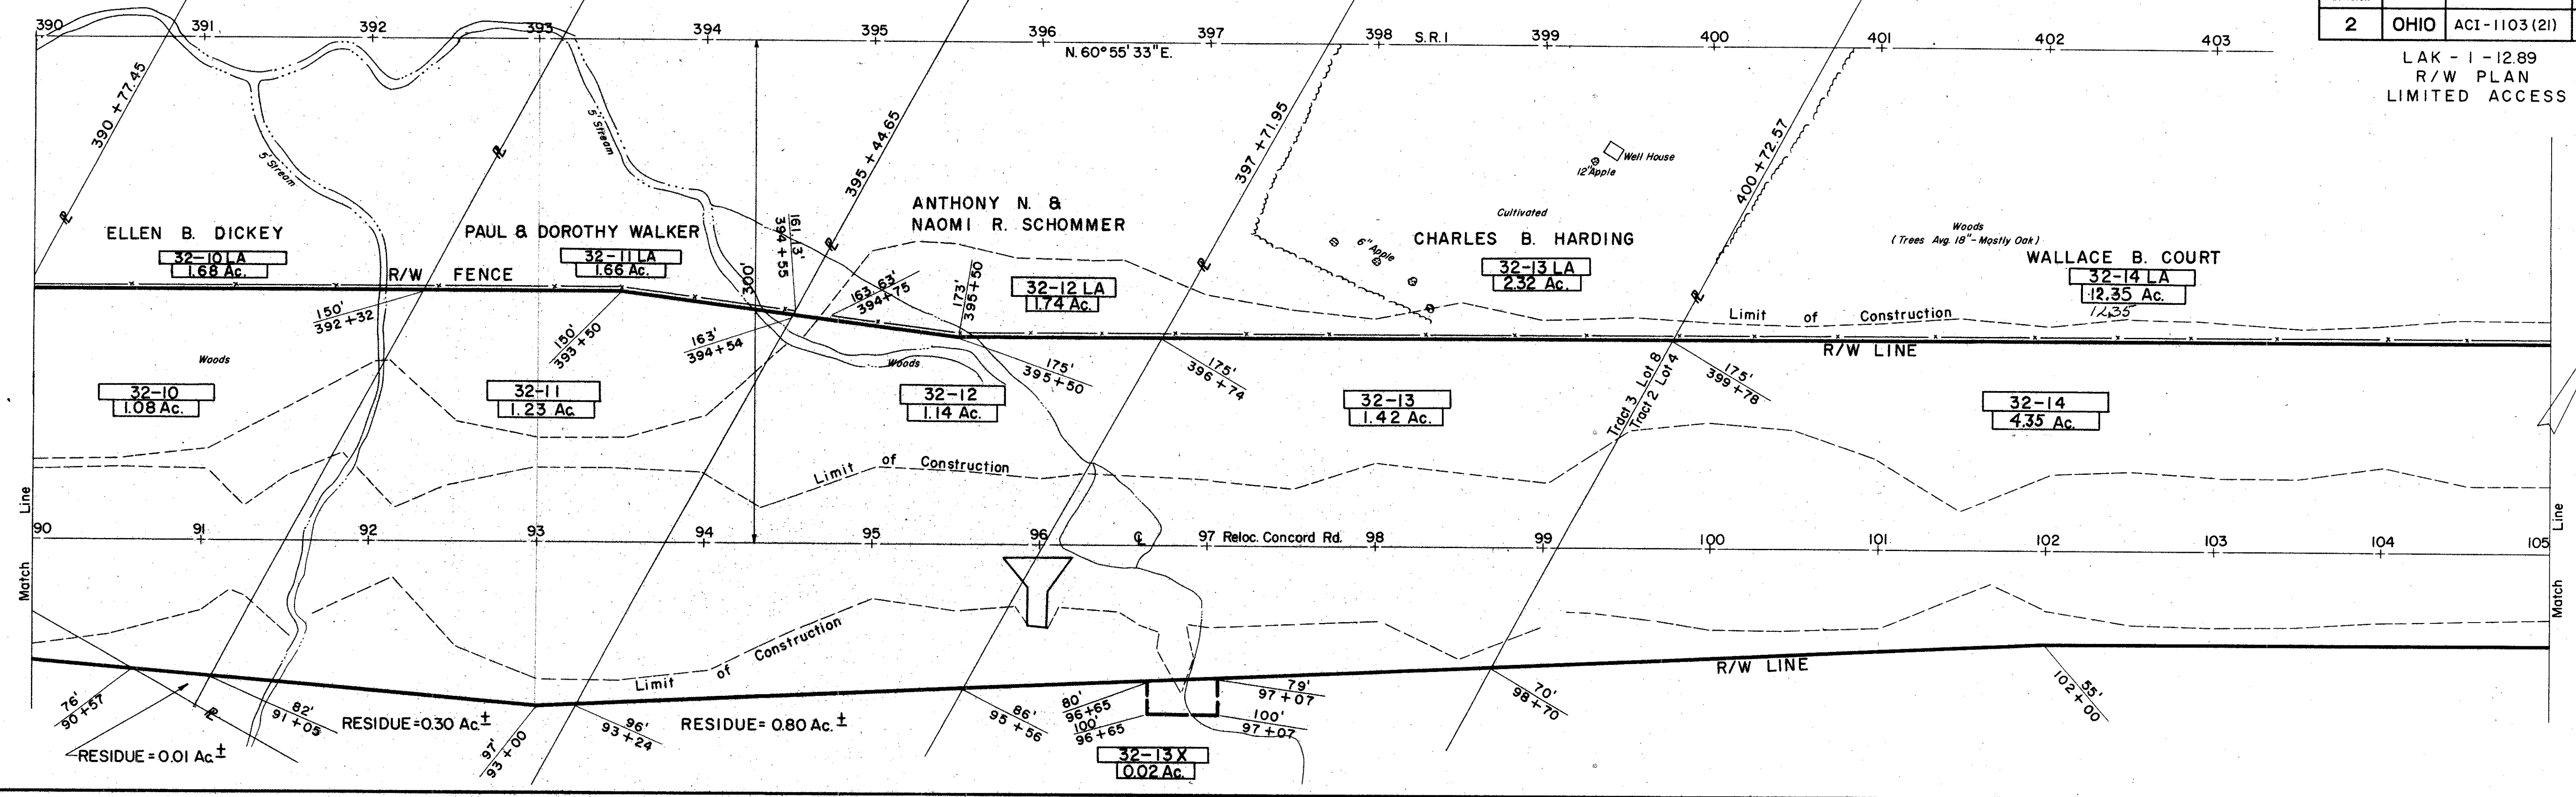 2 OHIO ACI-1103(21)
LAK - 1 - 12.89
R/W PLAN
LIMITED ACCESS
390 391 392 393 394 395 396 397 398 S.R.1 399 400 401 402 403
N. 60° 55' 33" E.
390 + 77.45
395 + 44.65
397 + 71.95
400 + 72.57
5' Stream
5' Stream
Well House
12" Apple
6" Apple
Cultivated
Woods
(Trees Avg. 18" - Mostly Oak)
ELLEN B. DICKEY
32-10 LA
1.68 Ac.
PAUL & DOROTHY WALKER
32-11 LA
1.66 Ac.
ANTHONY N. &
NAOMI R. SCHOMMER
32-12 LA
1.74 Ac.
CHARLES B. HARDING
32-13 LA
2.32 Ac.
WALLACE B. COURT
32-14 LA
12.35 Ac.
12.35
R/W FENCE
300'
161.13'
394 + 55
163.63'
394 + 75
173'
395 + 50
150'
392 + 32
150'
393 + 50
163'
394 + 54
175'
395 + 50
175'
396 + 74
175'
399 + 78
Limit of Construction
R/W LINE
Tract 3 Lot 8
Tract 2 Lot 4
Woods
Woods
32-10
1.08 Ac.
32-11
1.23 Ac.
32-12
1.14 Ac.
32-13
1.42 Ac.
32-14
4.35 Ac.
Limit of Construction
Match Line
Match Line
90 91 92 93 94 95 96 97 Reloc. Concord Rd. 98 99 100 101 102 103 104 105
Limit of Construction
R/W LINE
76'
90 + 57
82'
91 + 05
97'
93 + 00
96'
93 + 24
86'
95 + 56
80'
96 + 65
100'
96 + 65
79'
97 + 07
100'
97 + 07
70'
98 + 70
55'
102 + 00
RESIDUE = 0.01 Ac.±
RESIDUE = 0.30 Ac.±
RESIDUE = 0.80 Ac.±
32-13 X
0.02 Ac.